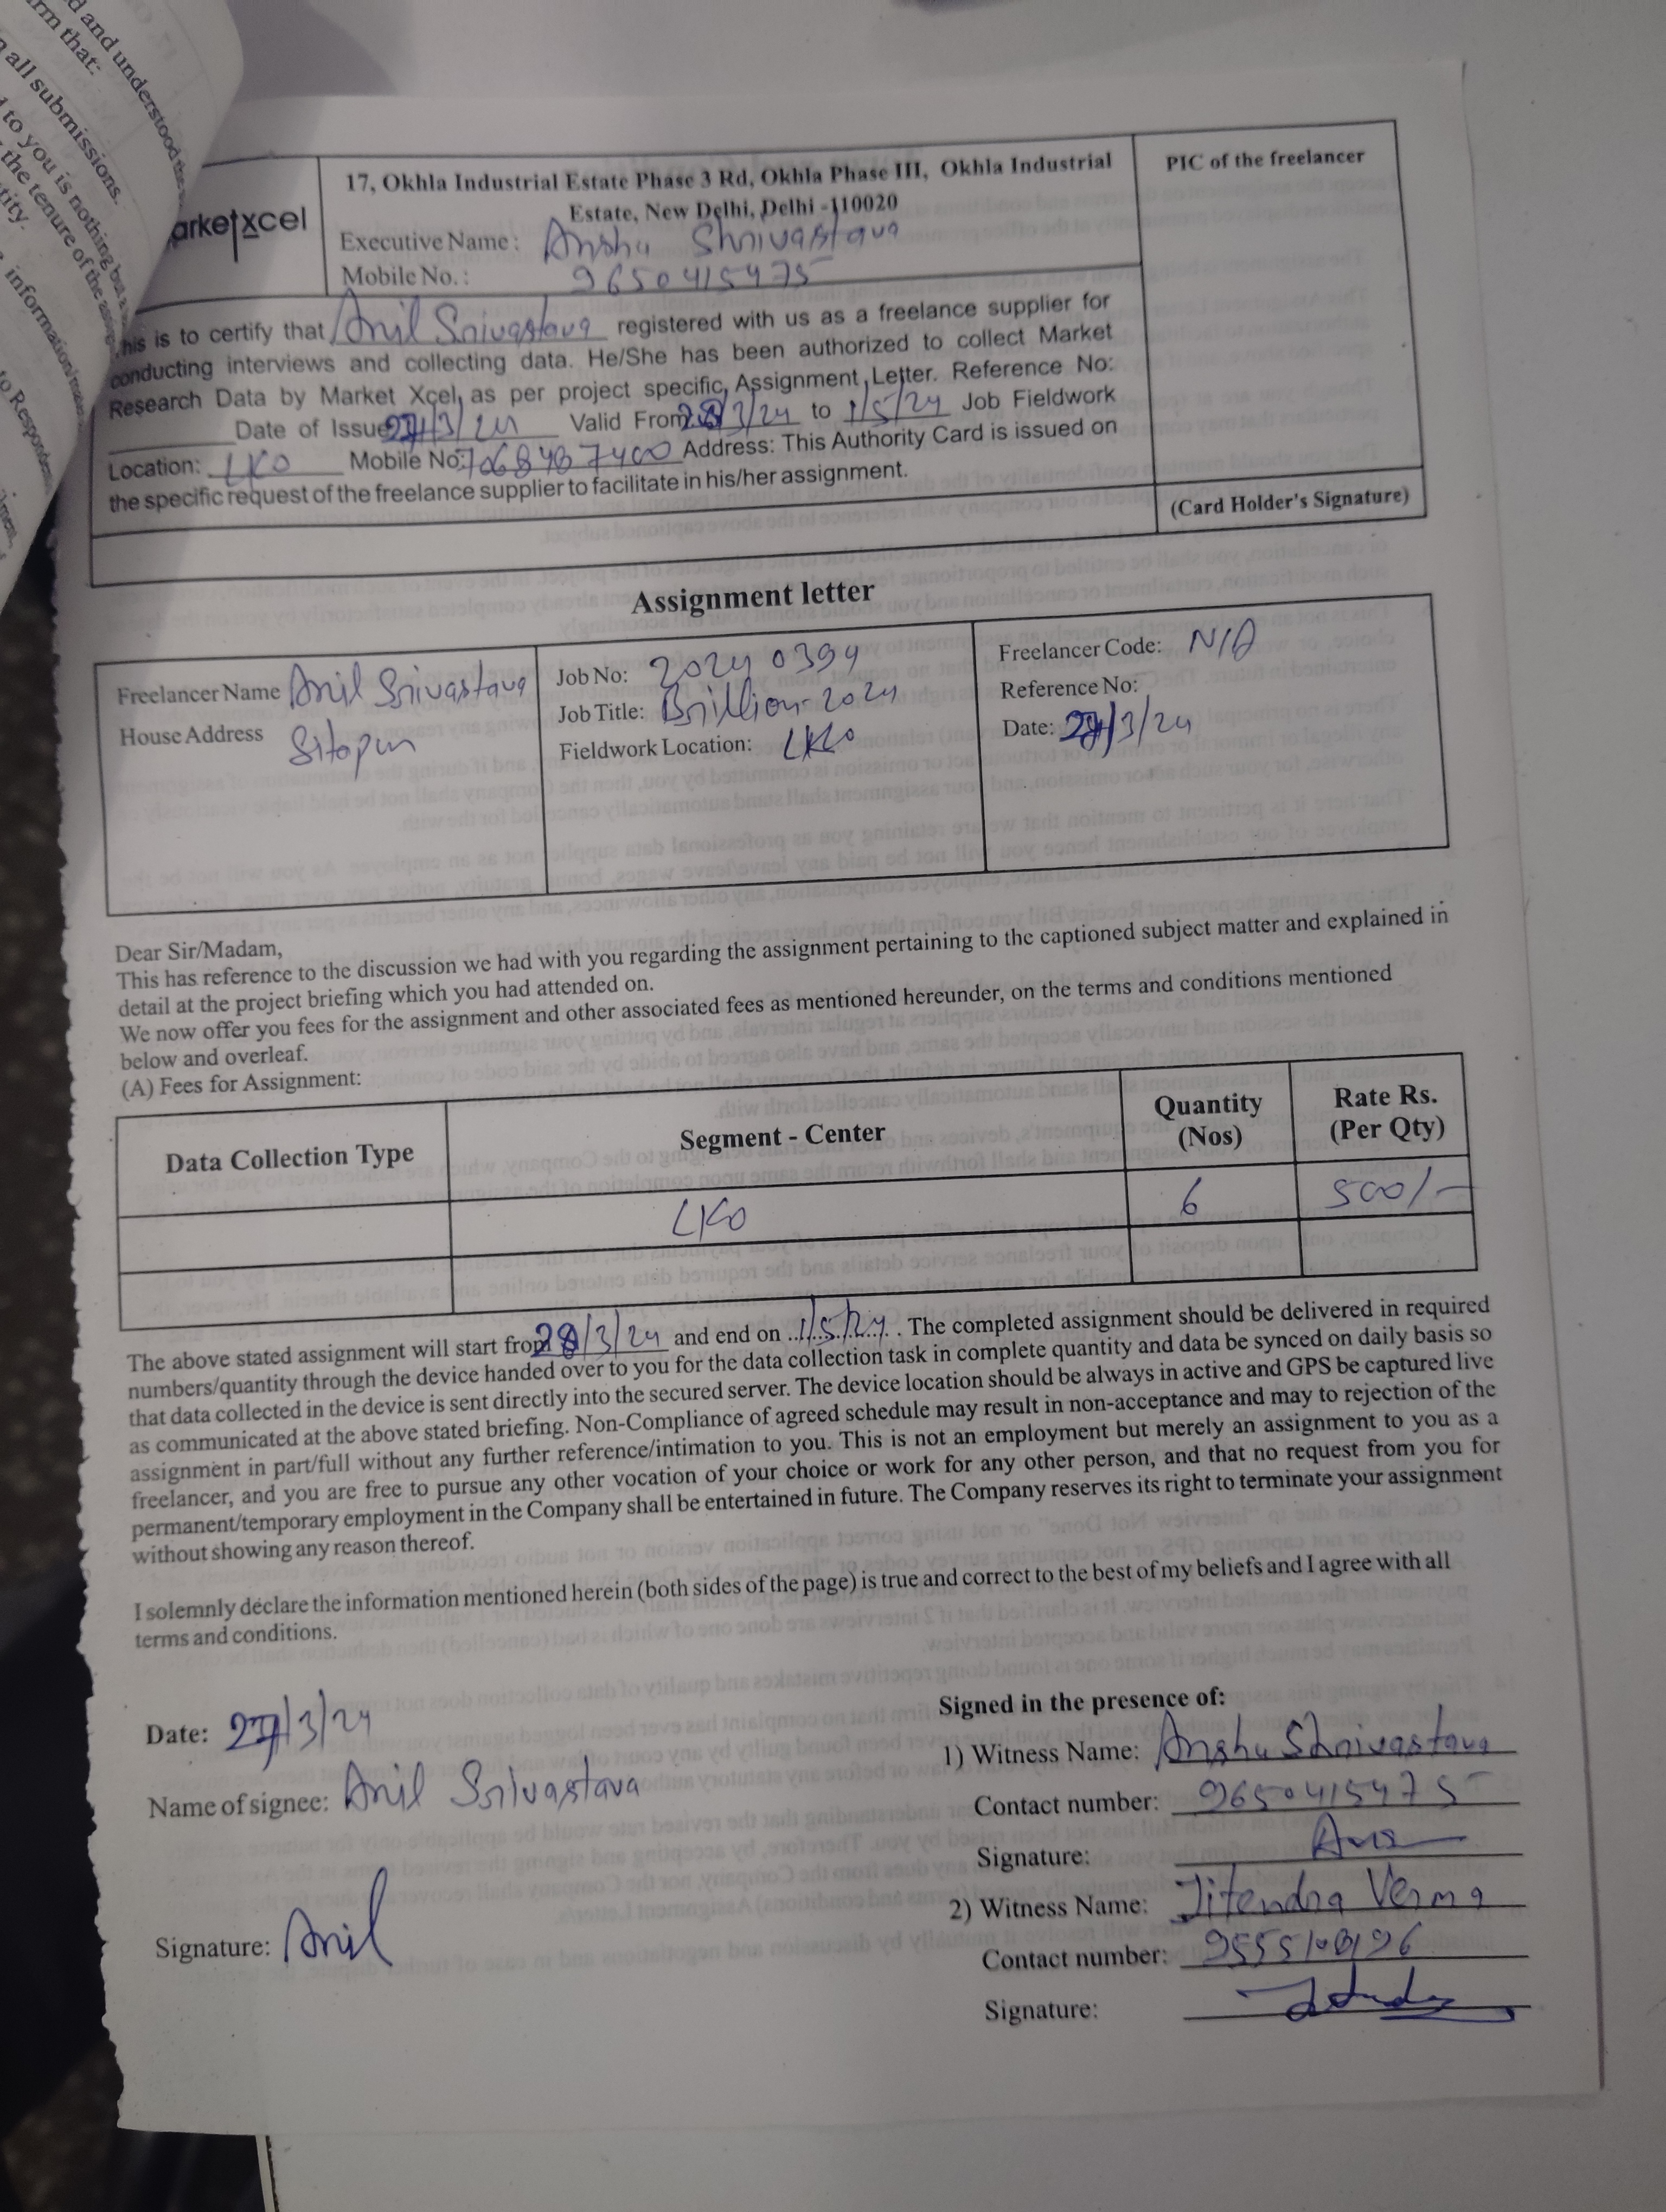 d and understood the
rm that:
all submissions.
to you is nothing but a
the tenure of the
tity.
information/
to Responden
arketxcel
17, Okhla Industrial Estate Phase 3 Rd, Okhla Phase III, Okhla Industrial
Estate, New Delhi, Delhi -110020
Executive Name : Anshu Shrivastava
Mobile No. : 9650415475
PIC of the freelancer
his is to certify that Anil Srivastava registered with us as a freelance supplier for
conducting interviews and collecting data. He/She has been authorized to collect Market
Research Data by Market Xcel, as per project specific, Assignment Letter. Reference No:
Date of Issue /3/24 Valid From 28/3/24 to 1/5/24 Job Fieldwork
Location: LKO Mobile No: Address: This Authority Card is issued on
the specific request of the freelance supplier to facilitate in his/her assignment.
(Card Holder's Signature)
Assignment letter
Freelancer Name Anil Srivastava
House Address Sitapur
Job No: 20240394
Job Title: Brillion-2024
Fieldwork Location: LKO
Freelancer Code: N/A
Reference No:
Date: 27/3/24
Dear Sir/Madam,
This has reference to the discussion we had with you regarding the assignment pertaining to the captioned subject matter and explained in
detail at the project briefing which you had attended on.
We now offer you fees for the assignment and other associated fees as mentioned hereunder, on the terms and conditions mentioned
below and overleaf.
(A) Fees for Assignment:
Data Collection Type
Segment - Center
Quantity
(Nos)
Rate Rs.
(Per Qty)
LKO
6
500/-
The above stated assignment will start from 28/3/24 and end on 1/5/24. The completed assignment should be delivered in required
numbers/quantity through the device handed over to you for the data collection task in complete quantity and data be synced on daily basis so
that data collected in the device is sent directly into the secured server. The device location should be always in active and GPS be captured live
as communicated at the above stated briefing. Non-Compliance of agreed schedule may result in non-acceptance and may to rejection of the
assignment in part/full without any further reference/intimation to you. This is not an employment but merely an assignment to you as a
freelancer, and you are free to pursue any other vocation of your choice or work for any other person, and that no request from you for
permanent/temporary employment in the Company shall be entertained in future. The Company reserves its right to terminate your assignment
without showing any reason thereof.
I solemnly declare the information mentioned herein (both sides of the page) is true and correct to the best of my beliefs and I agree with all
terms and conditions.
Date: 27/3/24
Name of signee: Anil Srivastava
Signature: Anil
Signed in the presence of:
1) Witness Name: Anshu Shrivastava
Contact number: 9650415475
Signature:
2) Witness Name: Jitendra Verma
Contact number:
Signature: